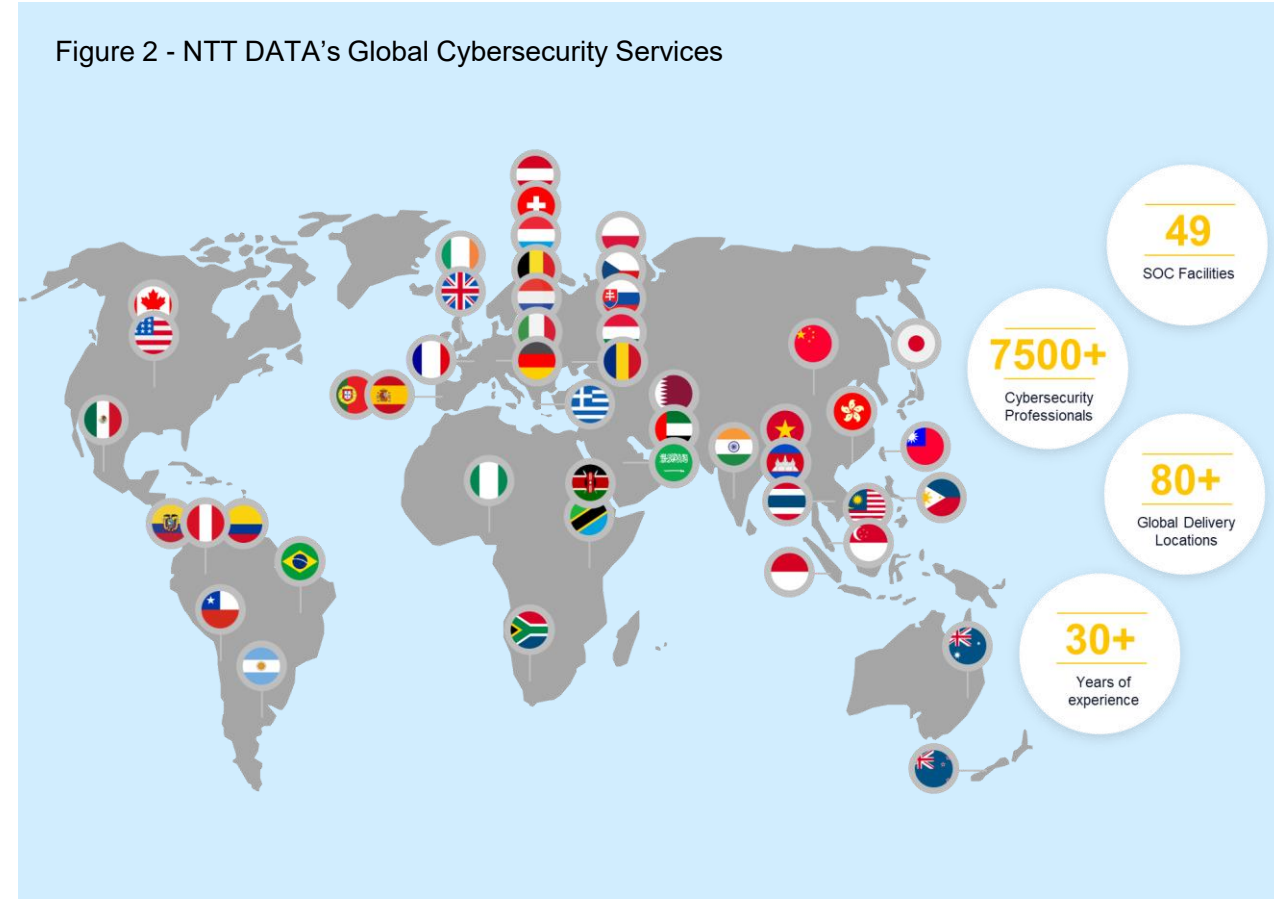 Figure 2 - NTT DATA’s Global Cybersecurity Services
49
SOC Facilities
7500+
Cybersecurity
Professionals
80+
Global Delivery
Locations
30+
Years of
experience